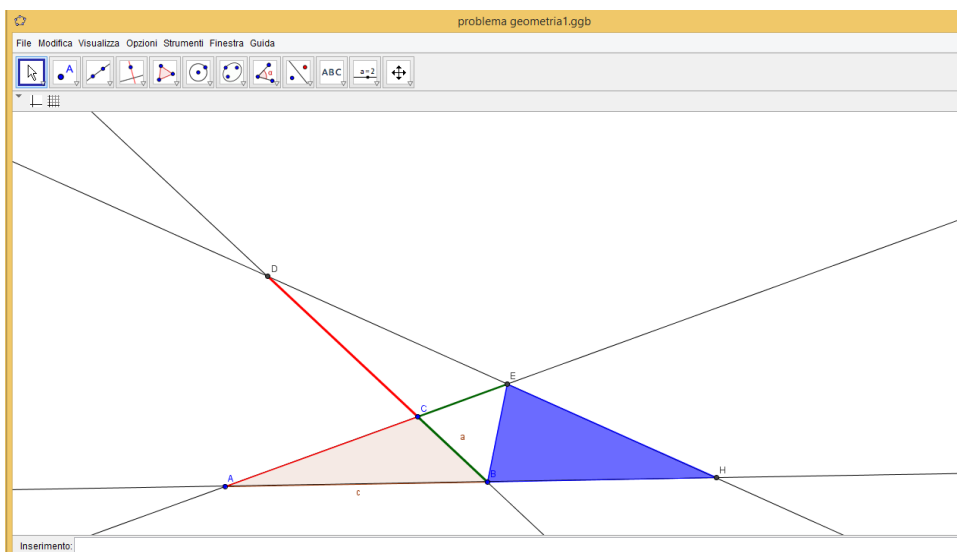 problema geometria1.ggb
File Modifica Visualizza Opzioni Strumenti Finestra Guida
A α ABC a=2
D
E
C
a
A
B
H
c
Inserimento: